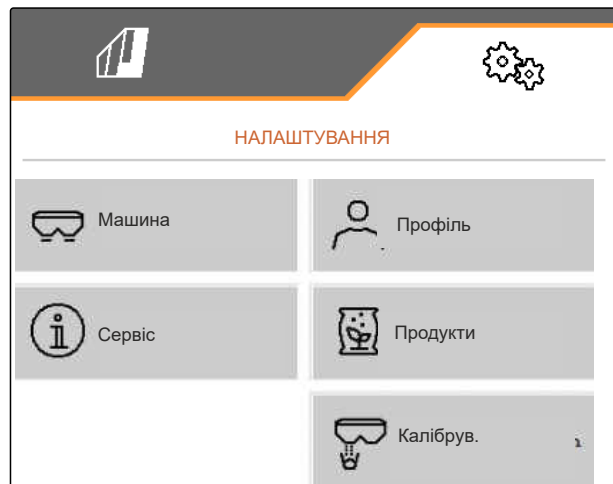 НАЛАШТУВАННЯ
Машина
Профіль
Сервіс
Продукти
Калібрув.